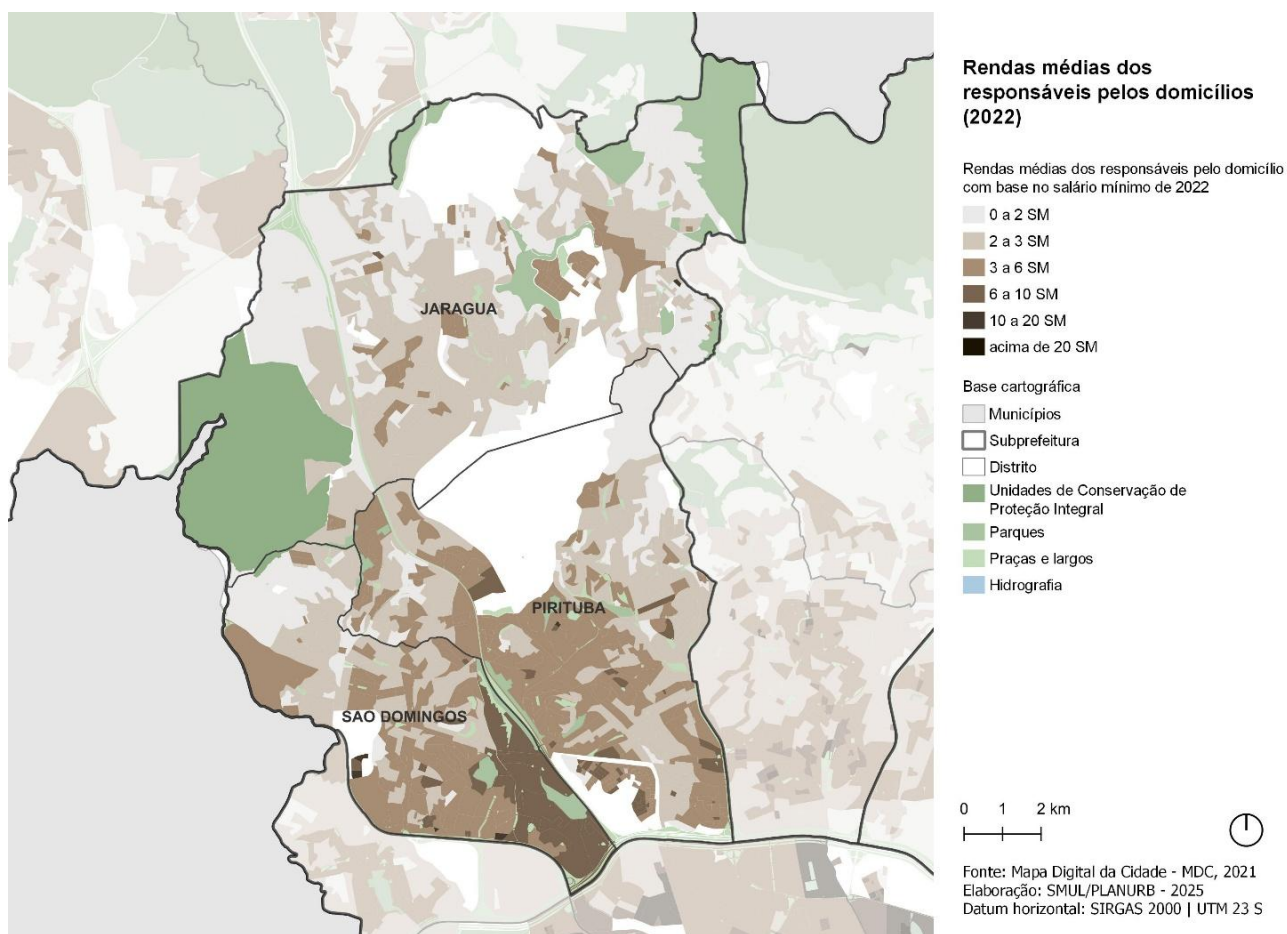 JARAGUA
PIRITUBA
SAO DOMINGOS
Rendas médias dos
responsáveis pelos domicílios
(2022)
Rendas médias dos responsáveis pelo domicílio
com base no salário mínimo de 2022
0 a 2 SM
2 a 3 SM
3 a 6 SM
6 a 10 SM
10 a 20 SM
acima de 20 SM
Base cartográfica
Municípios
Subprefeitura
Distrito
Unidades de Conservação de
Proteção Integral
Parques
Praças e largos
Hidrografia
0 1 2 km
Fonte: Mapa Digital da Cidade - MDC, 2021
Elaboração: SMUL/PLANURB - 2025
Datum horizontal: SIRGAS 2000 | UTM 23 S